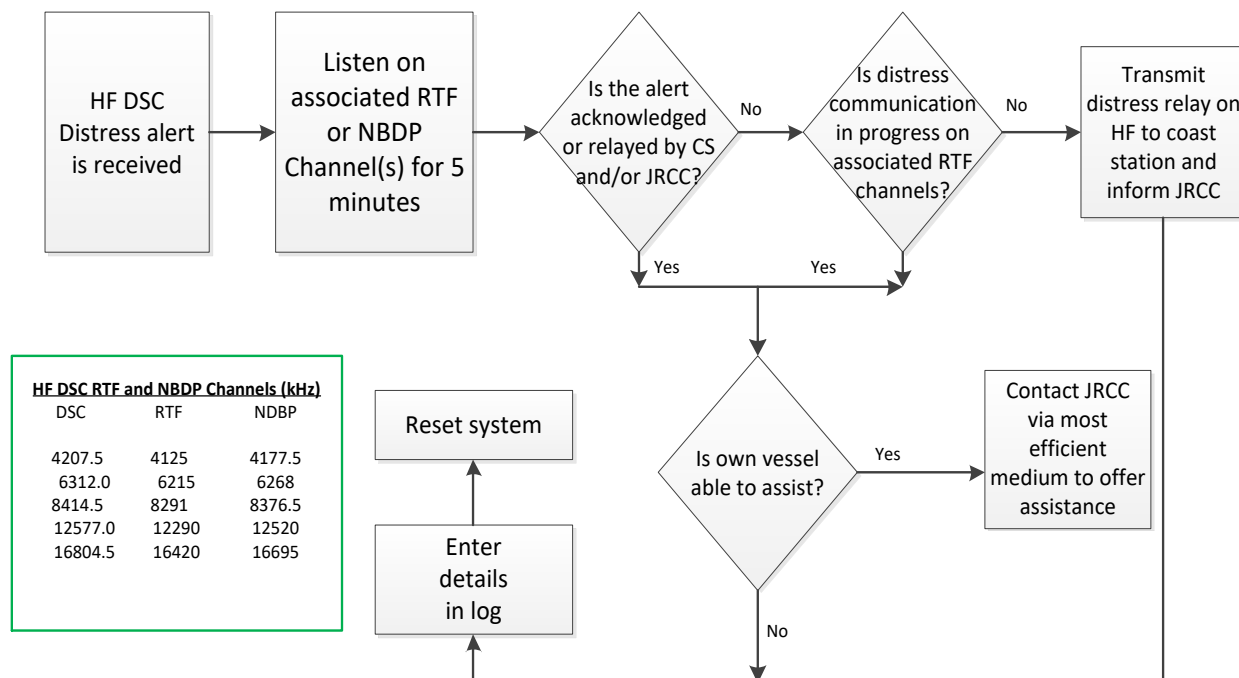 HF DSC
Distress alert
is received
Listen on
associated RTF
or NBDP
Channel(s) for 5
minutes
Is the alert
acknowledged
or relayed by CS
and/or JRCC?
No
Yes
Is distress
communication
in progress on
associated RTF
channels?
No
Yes
Transmit
distress relay on
HF to coast
station and
inform JRCC
HF DSC RTF and NBDP Channels (kHz)
DSC RTF NDBP
4207.5 4125 4177.5
6312.0 6215 6268
8414.5 8291 8376.5
12577.0 12290 12520
16804.5 16420 16695
Reset system
Enter
details
in log
Is own vessel
able to assist?
Yes
No
Contact JRCC
via most
efficient
medium to offer
assistance